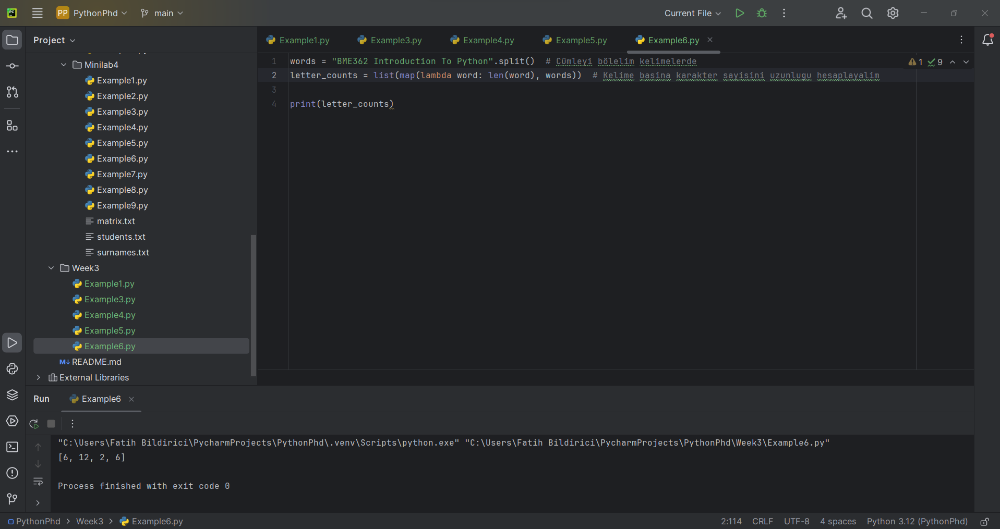 PP PythonPhd main Current File
Project
Example1.py Example3.py Example4.py Example5.py Example6.py
Minilab4
Example1.py
Example2.py
Example3.py
Example4.py
Example5.py
Example6.py
Example7.py
Example8.py
Example9.py
matrix.txt
students.txt
surnames.txt
Week3
Example1.py
Example3.py
Example4.py
Example5.py
Example6.py
M↓ README.md
External Libraries
1 words = "BME362 Introduction To Python".split()  # Cümleyi bölelim kelimelerde
1 9
2 letter_counts = list(map(lambda word: len(word), words))  # Kelime basina karakter sayisini uzunlugu hesaplayalim
3
4 print(letter_counts)
Run Example6
"C:\Users\Fatih Bildirici\PycharmProjects\PythonPhd\.venv\Scripts\python.exe" "C:\Users\Fatih Bildirici\PycharmProjects\PythonPhd\Week3\Example6.py"
[6, 12, 2, 6]
Process finished with exit code 0
PythonPhd > Week3 > Example6.py 2:114 CRLF UTF-8 4 spaces Python 3.12 (PythonPhd)